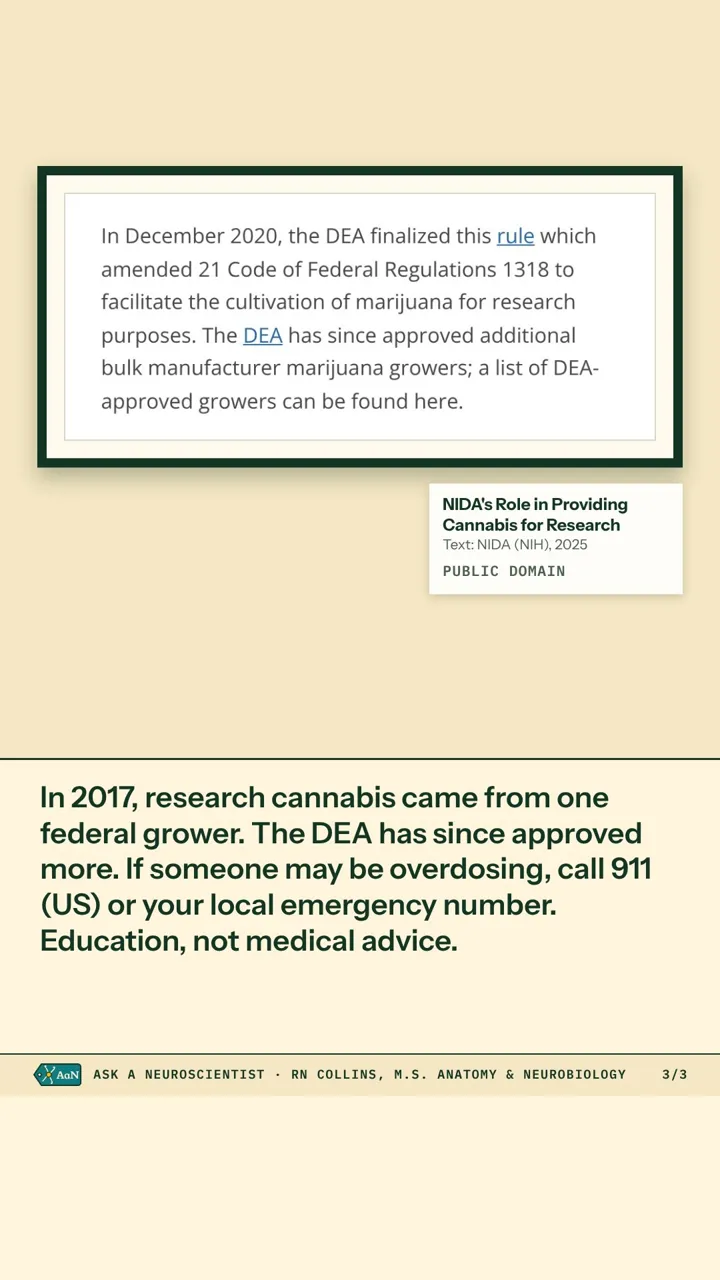 In December 2020, the DEA finalized this rule which
amended 21 Code of Federal Regulations 1318 to
facilitate the cultivation of marijuana for research
purposes. The DEA has since approved additional
bulk manufacturer marijuana growers; a list of DEA-
approved growers can be found here.
NIDA's Role in Providing
Cannabis for Research
Text: NIDA (NIH), 2025
PUBLIC DOMAIN
In 2017, research cannabis came from one
federal grower. The DEA has since approved
more. If someone may be overdosing, call 911
(US) or your local emergency number.
Education, not medical advice.
AaN ASK A NEUROSCIENTIST · RN COLLINS, M.S. ANATOMY & NEUROBIOLOGY 3/3